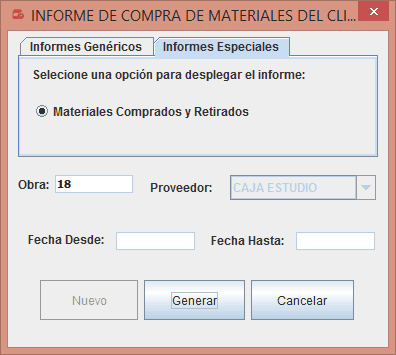 INFORME DE COMPRA DE MATERIALES DEL CLI...
Informes Genéricos
Informes Especiales
Selecione una opción para desplegar el informe:
Materiales Comprados y Retirados
Obra: 18
Proveedor: CAJA ESTUDIO
Fecha Desde:
Fecha Hasta:
Nuevo
Generar
Cancelar